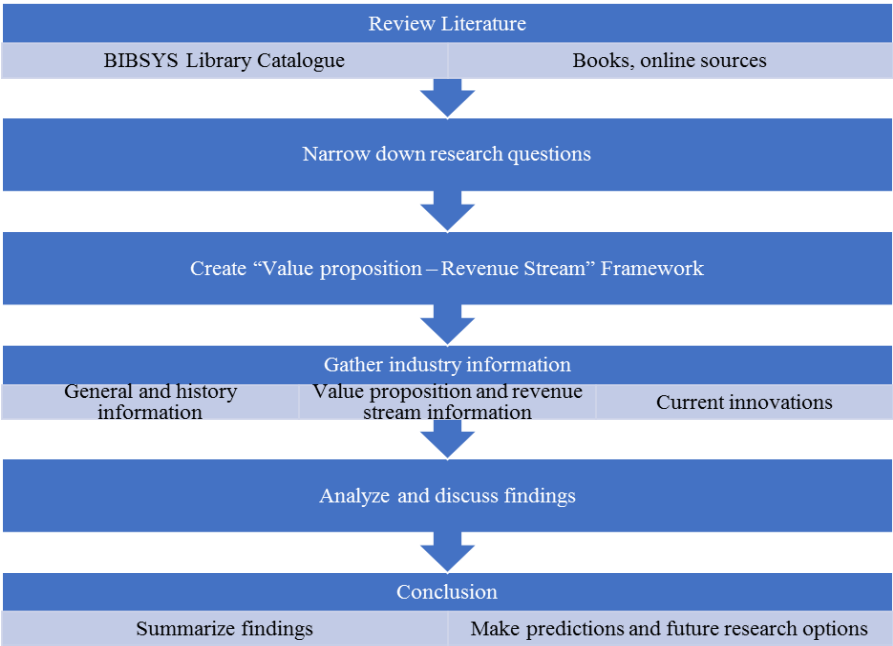 Review Literature
BIBSYS Library Catalogue
Books, online sources
Narrow down research questions
Create “Value proposition – Revenue Stream” Framework
Gather industry information
General and history
information
Value proposition and revenue
stream information
Current innovations
Analyze and discuss findings
Conclusion
Summarize findings
Make predictions and future research options